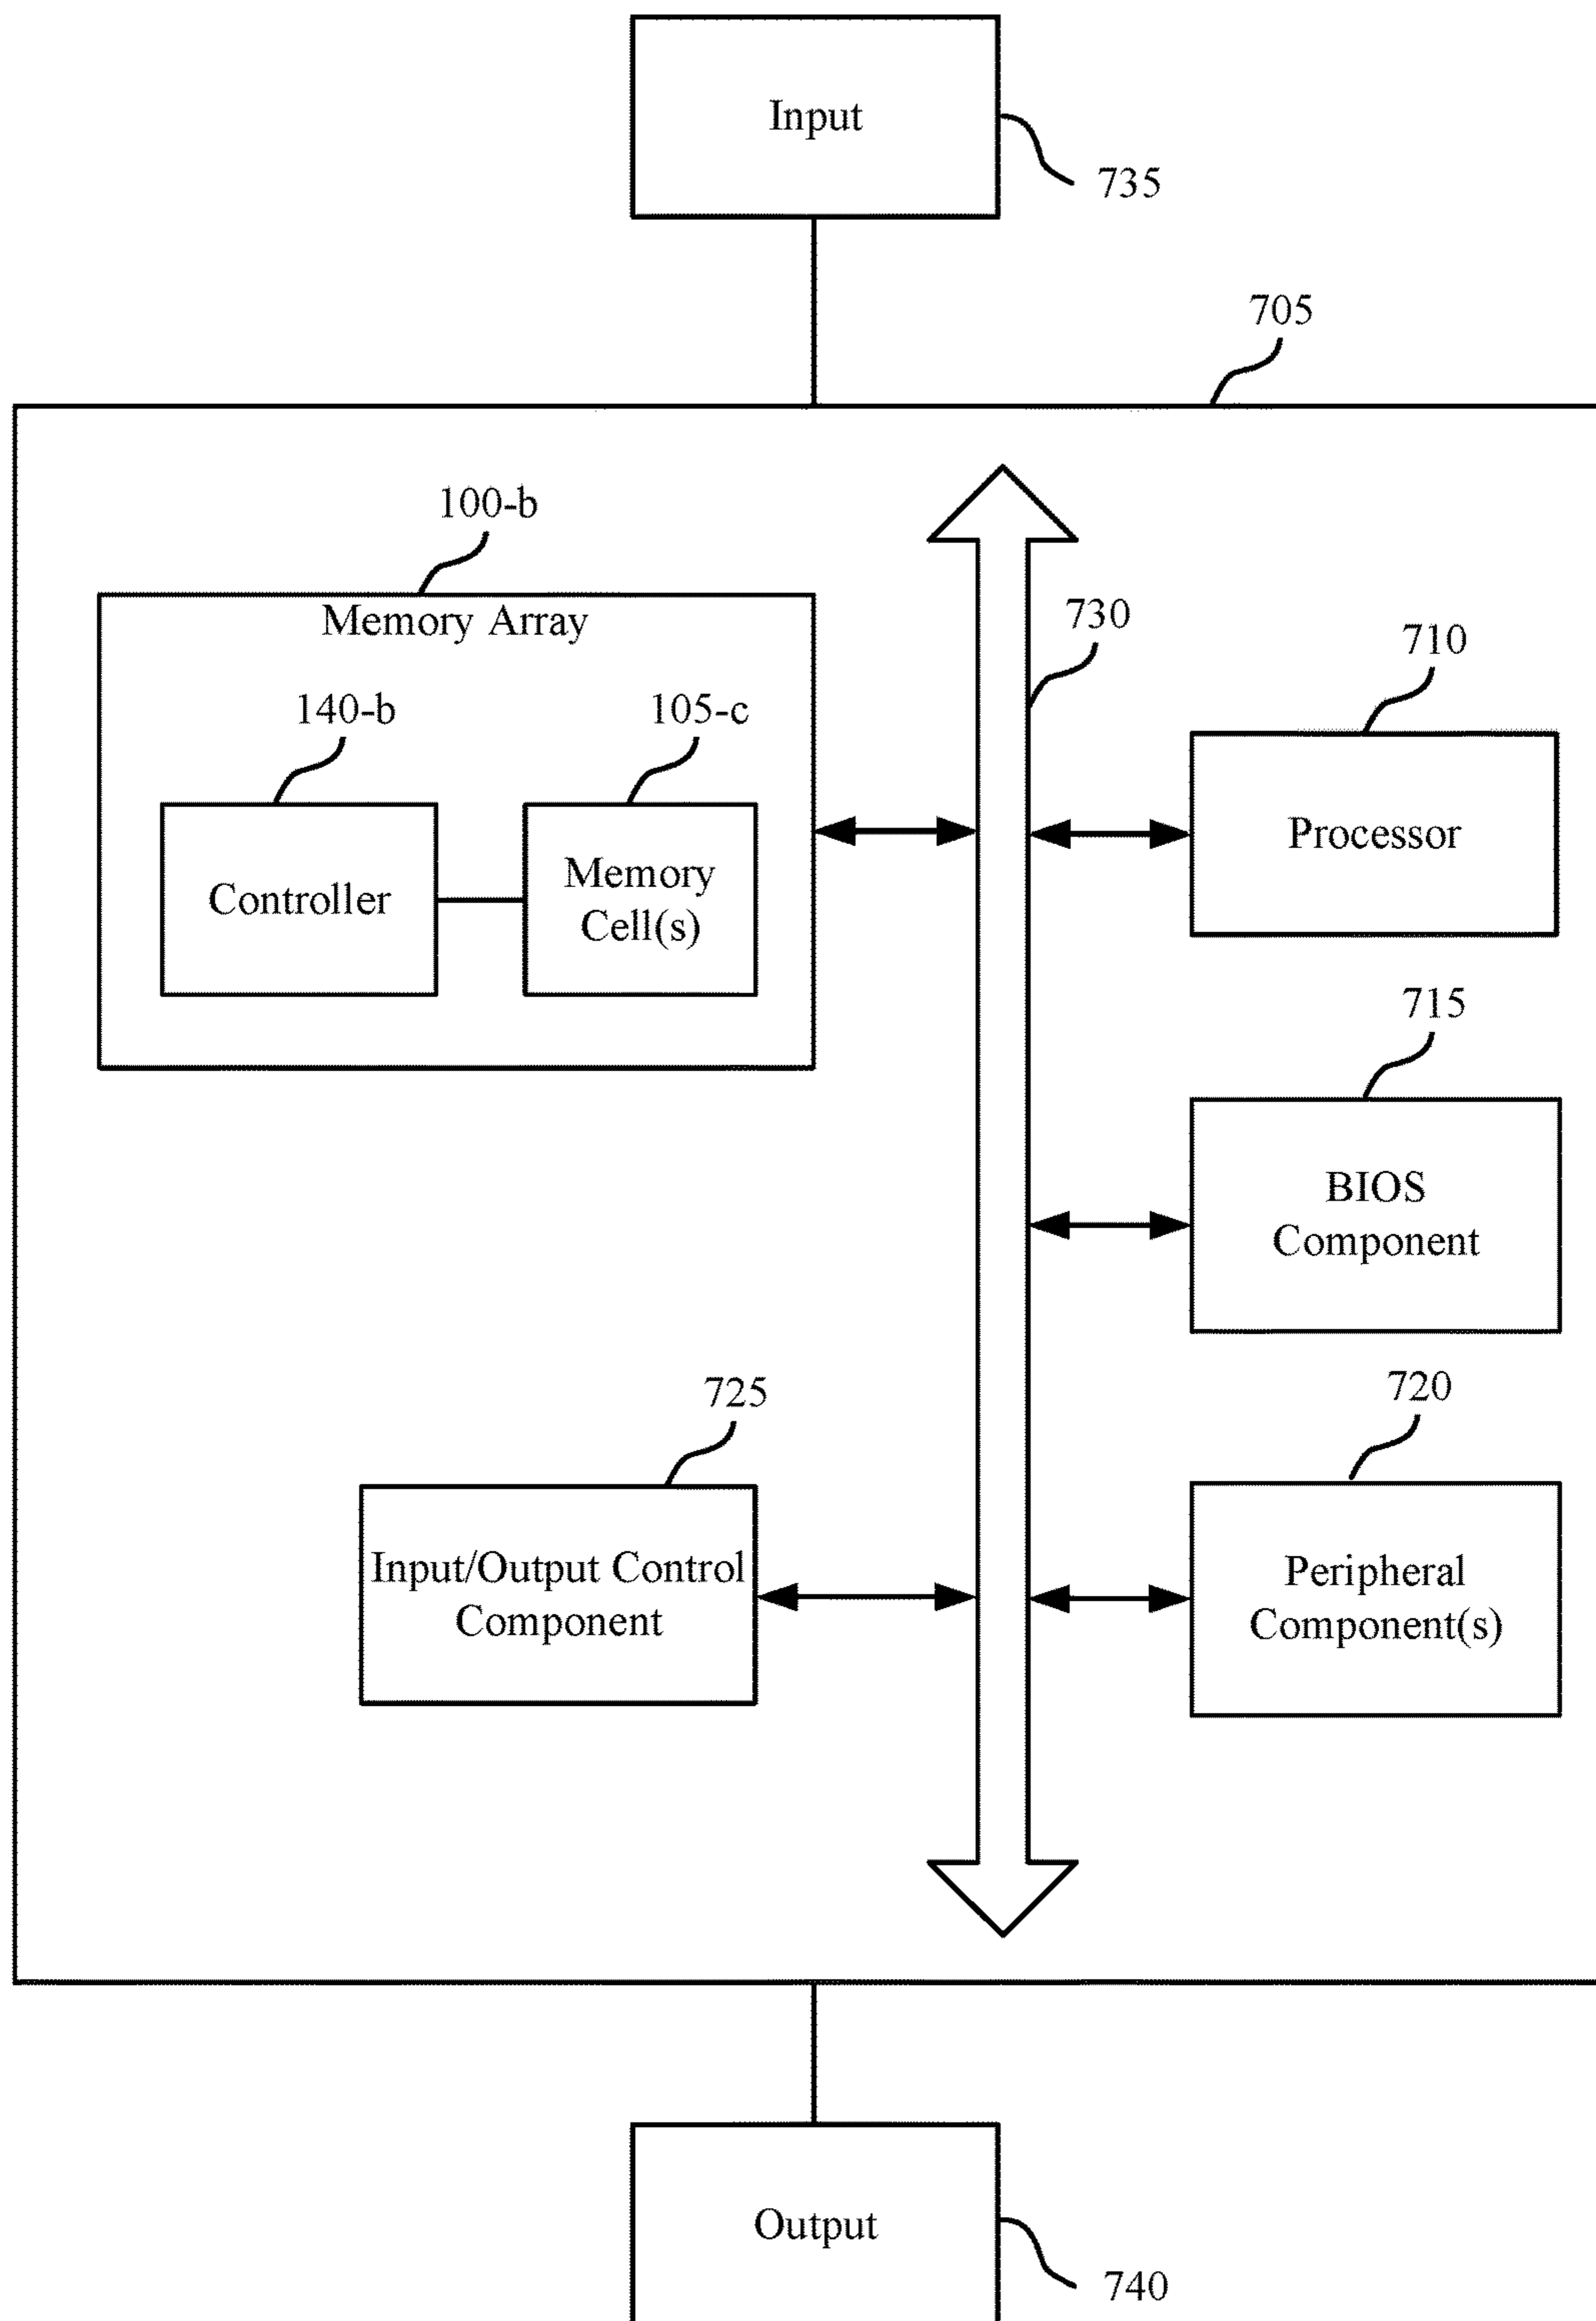 Input
735
705
100-b
Memory Array
730
710
140-b
105-c
Processor
Controller
Memory
Cell(s)
715
BIOS
Component
725
720
Input/Output Control
Component
Peripheral
Component(s)
Output
740